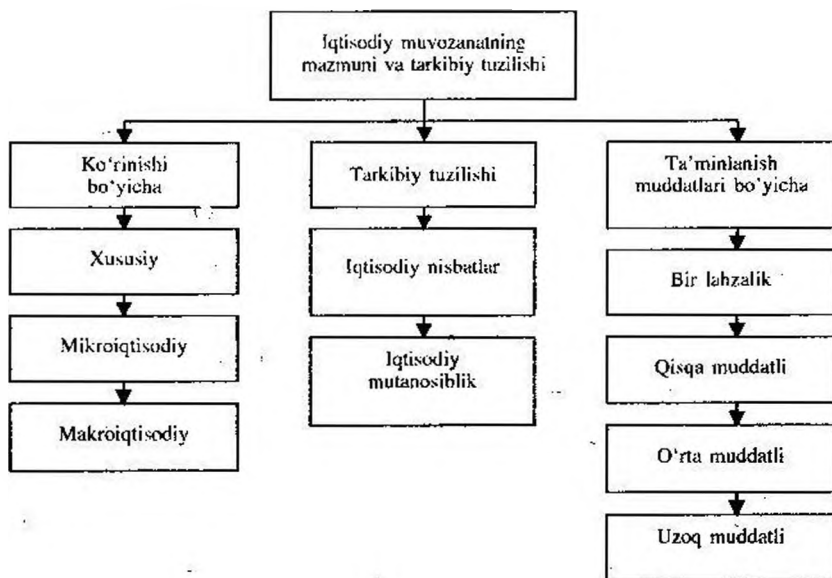 Iqtisodiy muvozanatning
mazmuni va tarkibiy tuzilishi
Ko‘rinishi
bo‘yicha
Xususiy
Mikroiqtisodiy
Makroiqtisodiy
Tarkibiy tuzilishi
Iqtisodiy nisbatlar
Iqtisodiy
mutanosiblik
Ta’minlanish
muddatlari bo‘yicha
Bir lahzalik
Qisqa muddatli
O‘rta muddatli
Uzoq muddatli